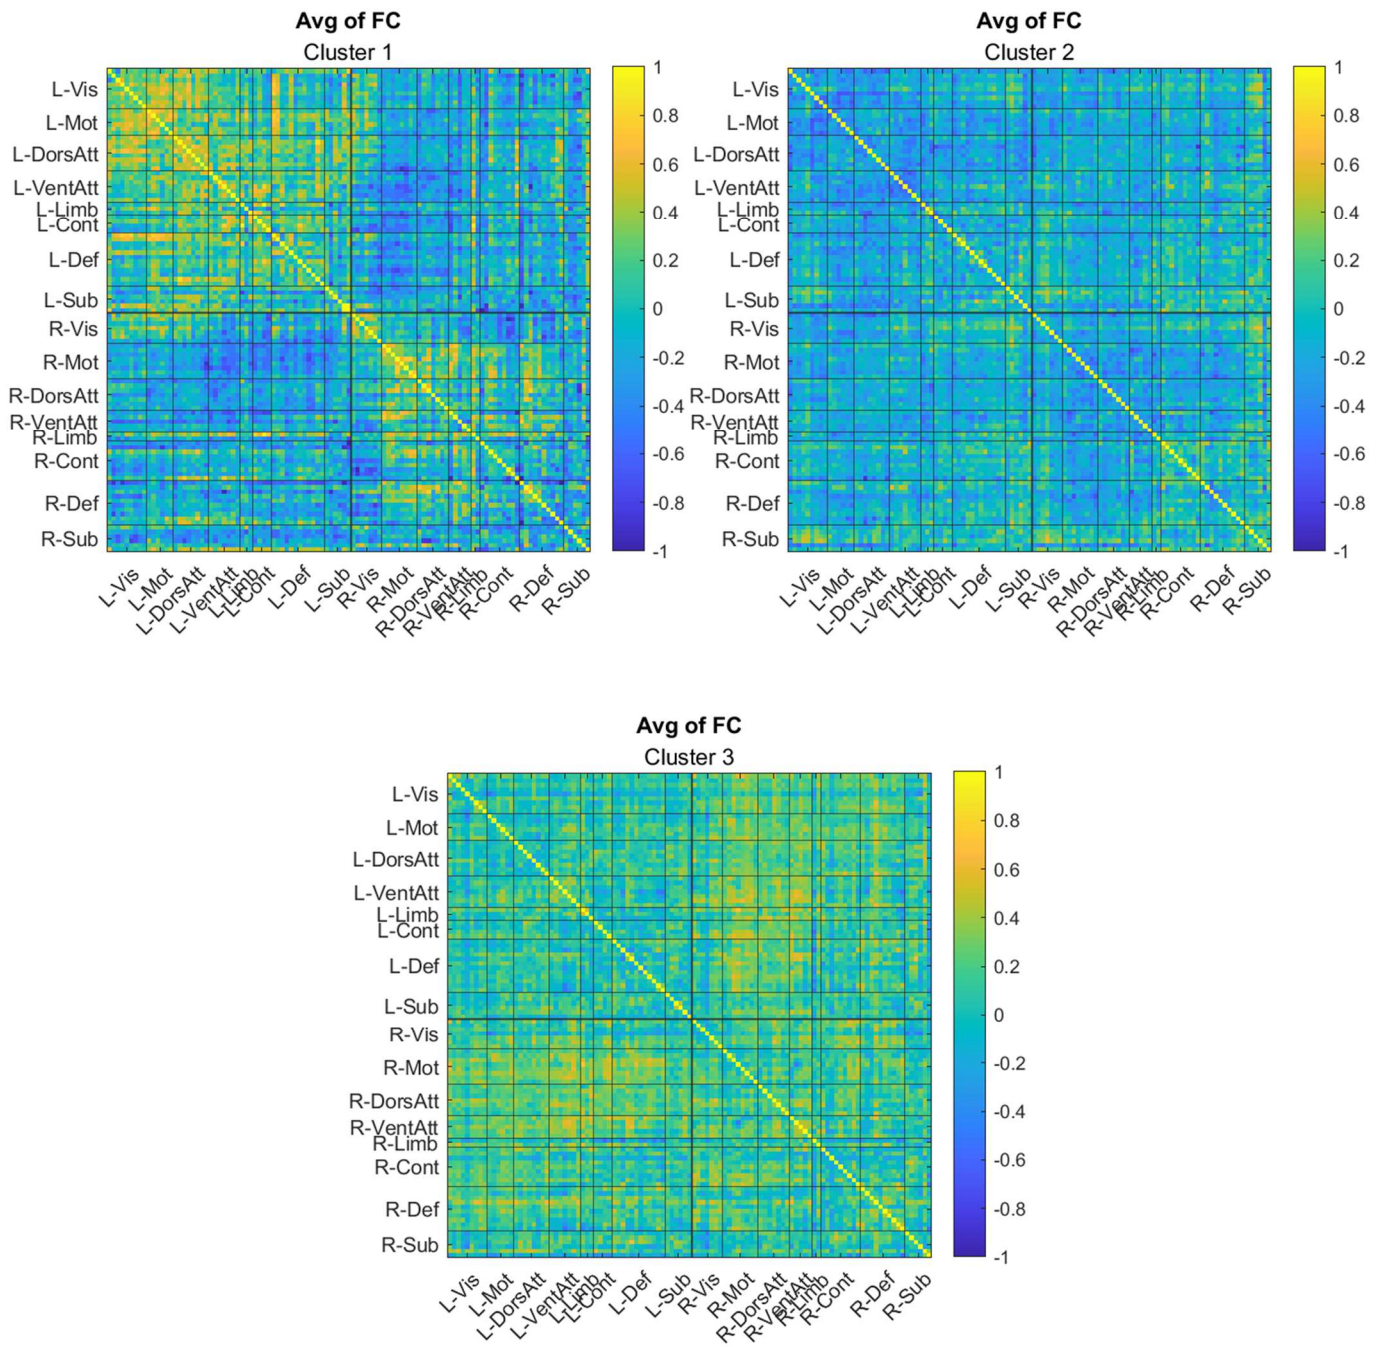 Avg of FC
Cluster 1
L-Vis
L-Mot
L-DorsAtt
L-VentAtt
L-Limb
L-Cont
L-Def
L-Sub
R-Vis
R-Mot
R-DorsAtt
R-VentAtt
R-Limb
R-Cont
R-Def
R-Sub
L-Vis
L-Mot
L-DorsAtt
L-VentAtt
L-Limb
L-Cont
L-Def
L-Sub
R-Vis
R-Mot
R-DorsAtt
R-VentAtt
R-Limb
R-Cont
R-Def
R-Sub
1
0.8
0.6
0.4
0.2
0
-0.2
-0.4
-0.6
-0.8
-1
Avg of FC
Cluster 2
L-Vis
L-Mot
L-DorsAtt
L-VentAtt
L-Limb
L-Cont
L-Def
L-Sub
R-Vis
R-Mot
R-DorsAtt
R-VentAtt
R-Limb
R-Cont
R-Def
R-Sub
L-Vis
L-Mot
L-DorsAtt
L-VentAtt
L-Limb
L-Cont
L-Def
L-Sub
R-Vis
R-Mot
R-DorsAtt
R-VentAtt
R-Limb
R-Cont
R-Def
R-Sub
1
0.8
0.6
0.4
0.2
0
-0.2
-0.4
-0.6
-0.8
-1
Avg of FC
Cluster 3
L-Vis
L-Mot
L-DorsAtt
L-VentAtt
L-Limb
L-Cont
L-Def
L-Sub
R-Vis
R-Mot
R-DorsAtt
R-VentAtt
R-Limb
R-Cont
R-Def
R-Sub
L-Vis
L-Mot
L-DorsAtt
L-VentAtt
L-Limb
L-Cont
L-Def
L-Sub
R-Vis
R-Mot
R-DorsAtt
R-VentAtt
R-Limb
R-Cont
R-Def
R-Sub
1
0.8
0.6
0.4
0.2
0
-0.2
-0.4
-0.6
-0.8
-1